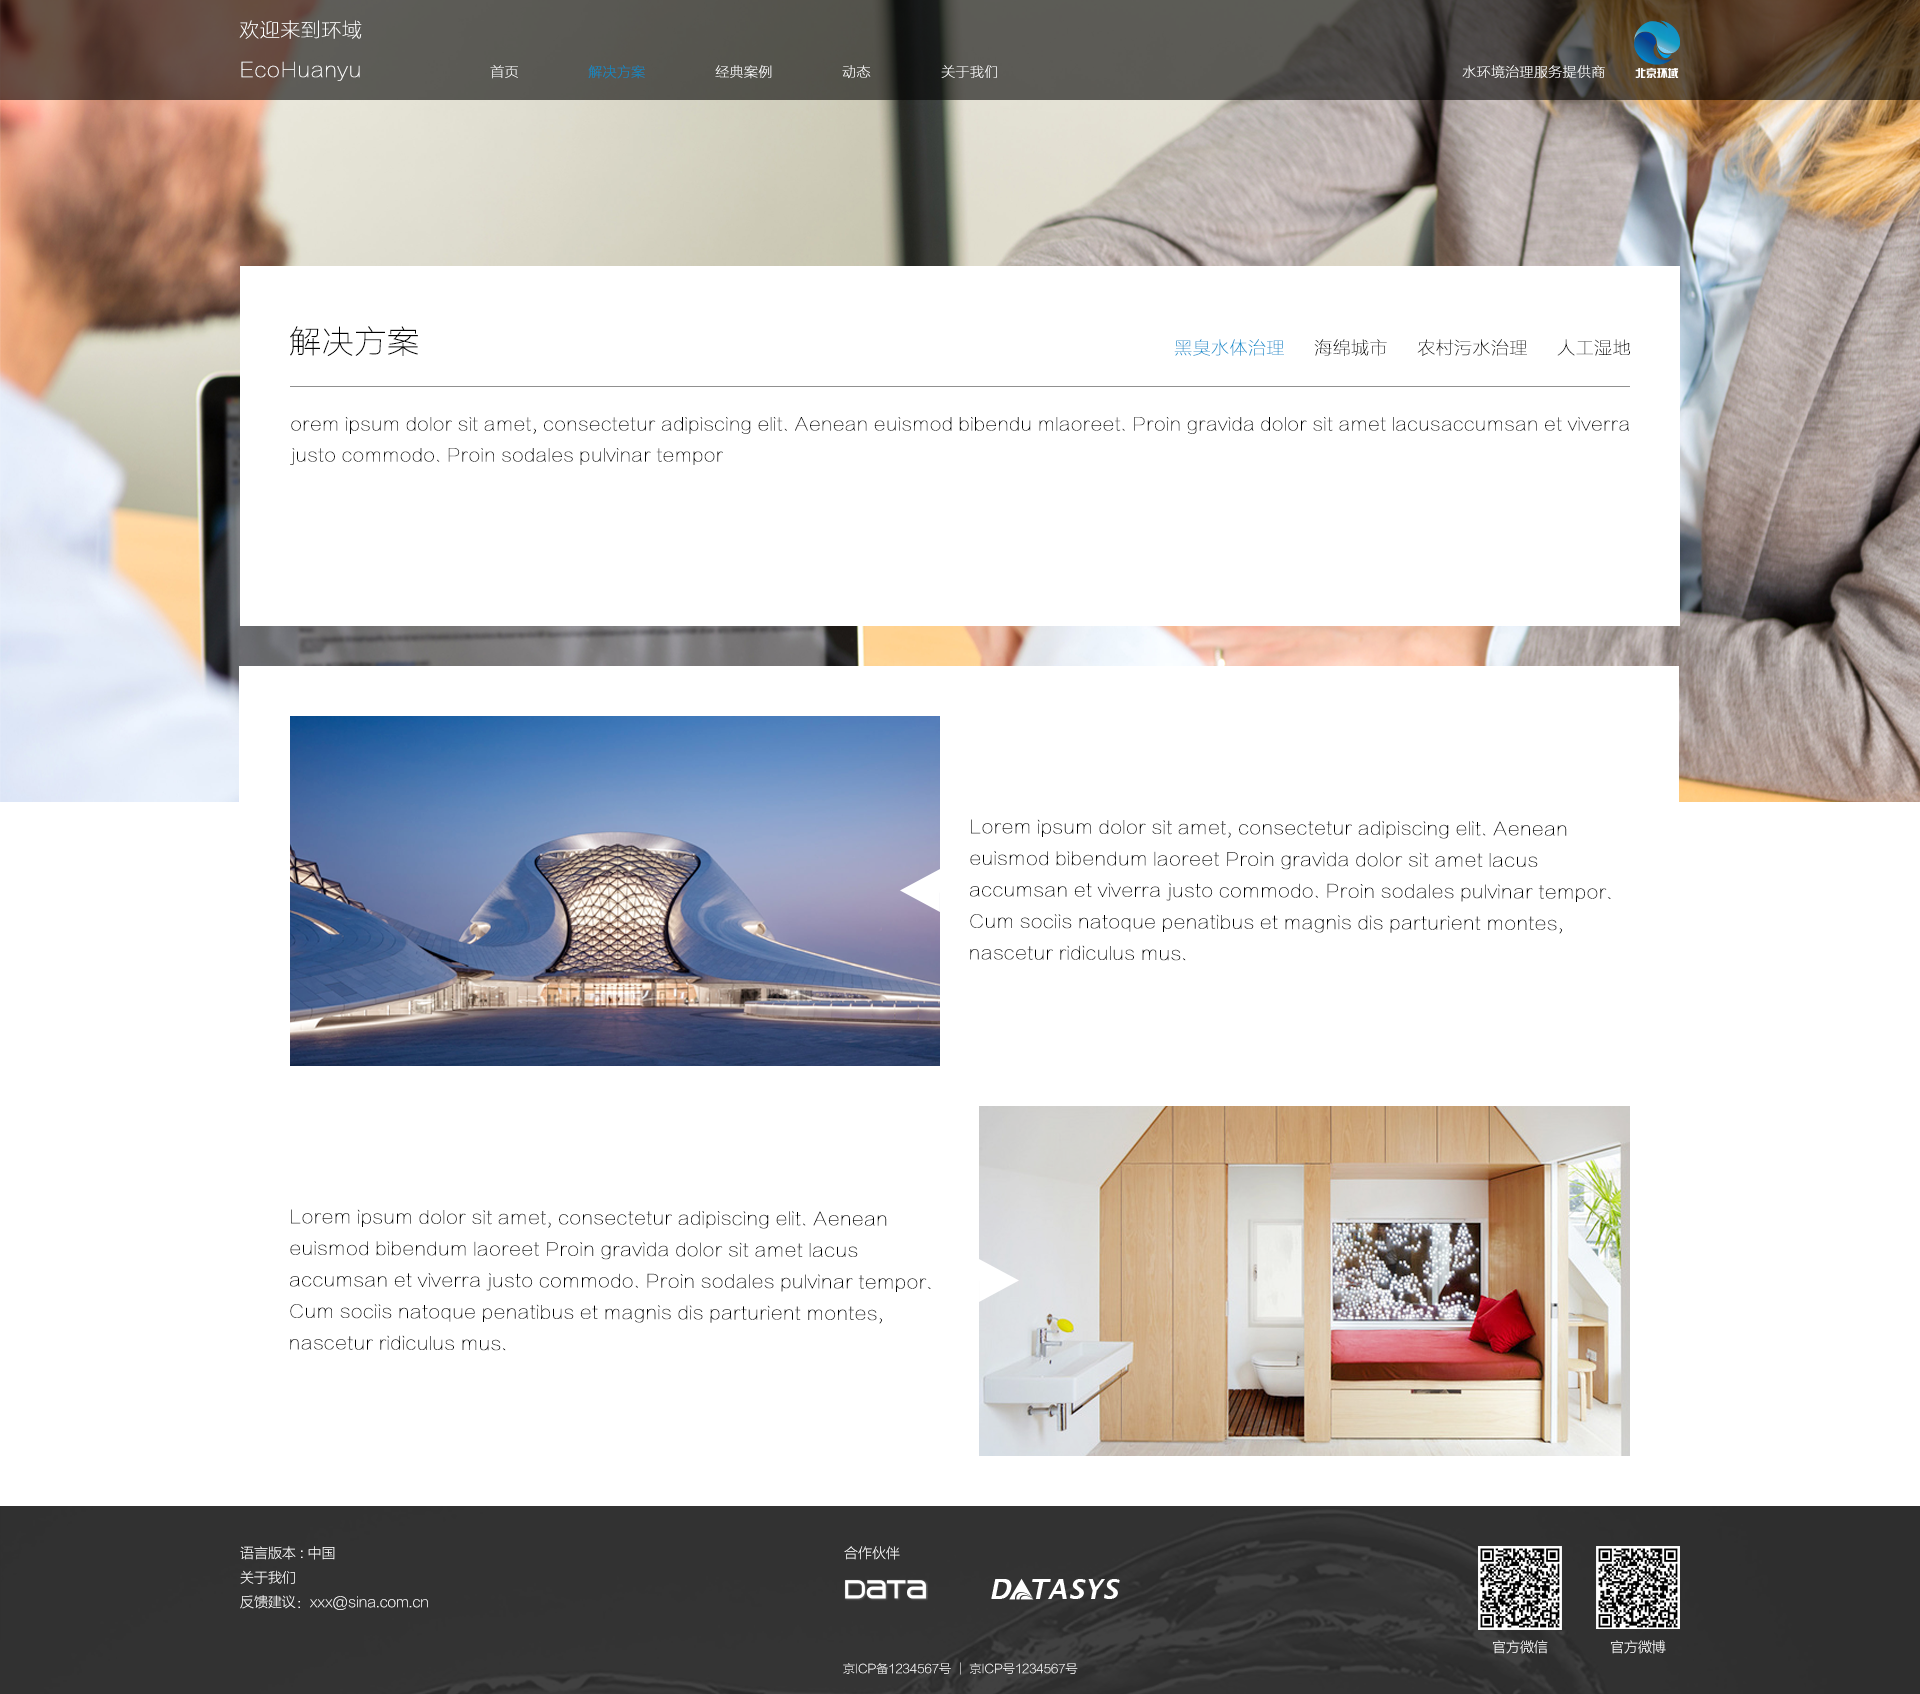 欢迎来到环域
EcoHuanyu
首页 解决方案 经典案例 动态 关于我们
水环境治理服务提供商
北京环域
解决方案
黑臭水体治理 海绵城市 农村污水治理 人工湿地
orem ipsum dolor sit amet, consectetur adipiscing elit. Aenean euismod bibendu mlaoreet. Proin gravida dolor sit amet lacusaccumsan et viverra
justo commodo. Proin sodales pulvinar tempor
Lorem ipsum dolor sit amet, consectetur adipiscing elit. Aenean
euismod bibendum laoreet Proin gravida dolor sit amet lacus
accumsan et viverra justo commodo. Proin sodales pulvinar tempor.
Cum sociis natoque penatibus et magnis dis parturient montes,
nascetur ridiculus mus.
Lorem ipsum dolor sit amet, consectetur adipiscing elit. Aenean
euismod bibendum laoreet Proin gravida dolor sit amet lacus
accumsan et viverra justo commodo. Proin sodales pulvinar tempor.
Cum sociis natoque penatibus et magnis dis parturient montes,
nascetur ridiculus mus.
语言版本 : 中国
关于我们
反馈建议：xxx@sina.com.cn
合作伙伴
DATA DATASYS
京ICP备1234567号 | 京ICP号1234567号
官方微信 官方微博